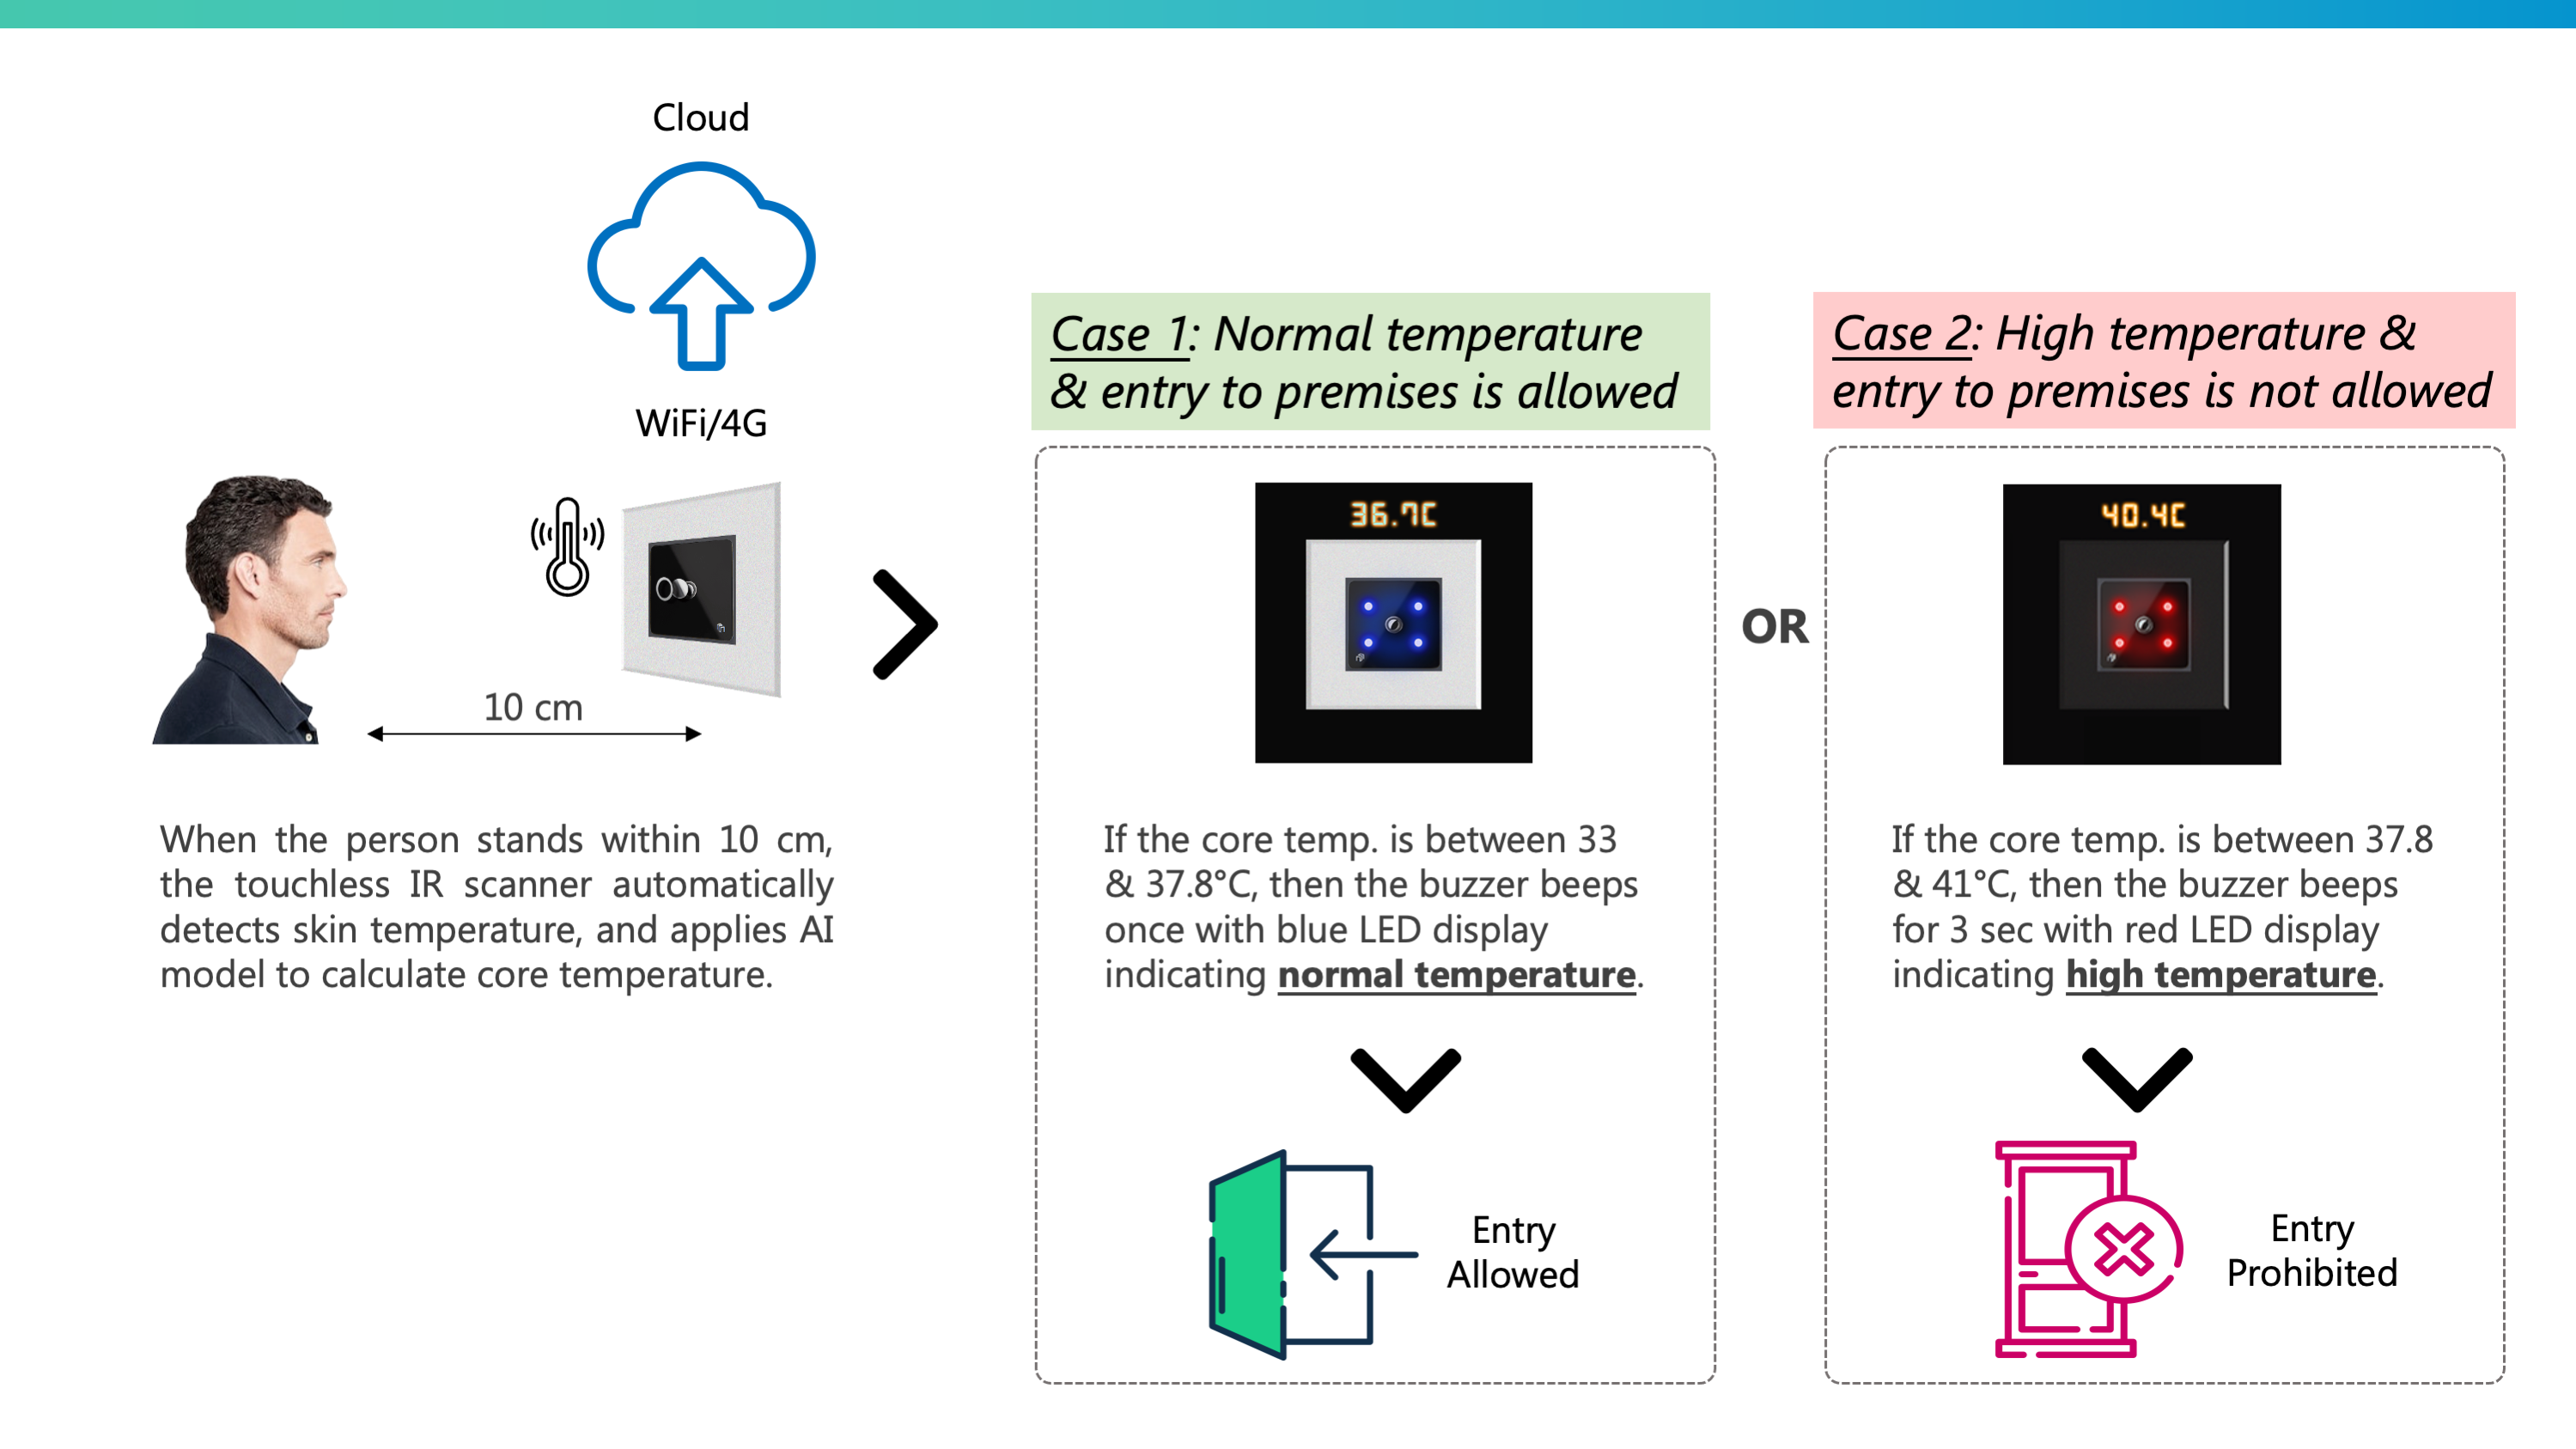 Cloud
WiFi/4G
10 cm
When the person stands within 10 cm,
the touchless IR scanner automatically
detects skin temperature, and applies AI
model to calculate core temperature.
Case 1: Normal temperature
& entry to premises is allowed
36.7C
If the core temp. is between 33
& 37.8°C, then the buzzer beeps
once with blue LED display
indicating normal temperature.
Entry
Allowed
OR
Case 2: High temperature &
entry to premises is not allowed
40.4C
If the core temp. is between 37.8
& 41°C, then the buzzer beeps
for 3 sec with red LED display
indicating high temperature.
Entry
Prohibited